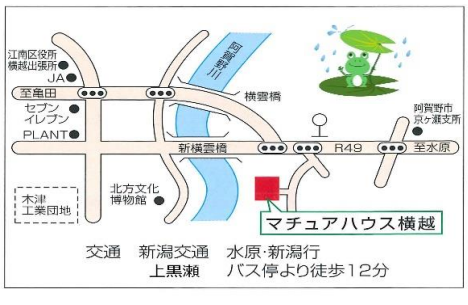 江南区役所
横越出張所
JA
至亀田
セブン
イレブン
PLANT
阿賀野川
横雲橋
新横雲橋
阿賀野市
京ヶ瀬支所
R49
至水原
木津
工業団地
北方文化
博物館
マチュアハウス横越
交通 新潟交通 水原・新潟行
上黒瀬 バス停より徒歩12分